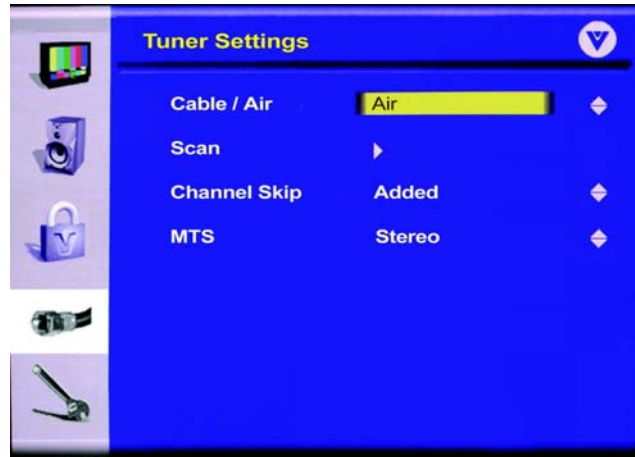 Tuner Settings
V
Cable / Air Air
Scan
Channel Skip Added
MTS Stereo